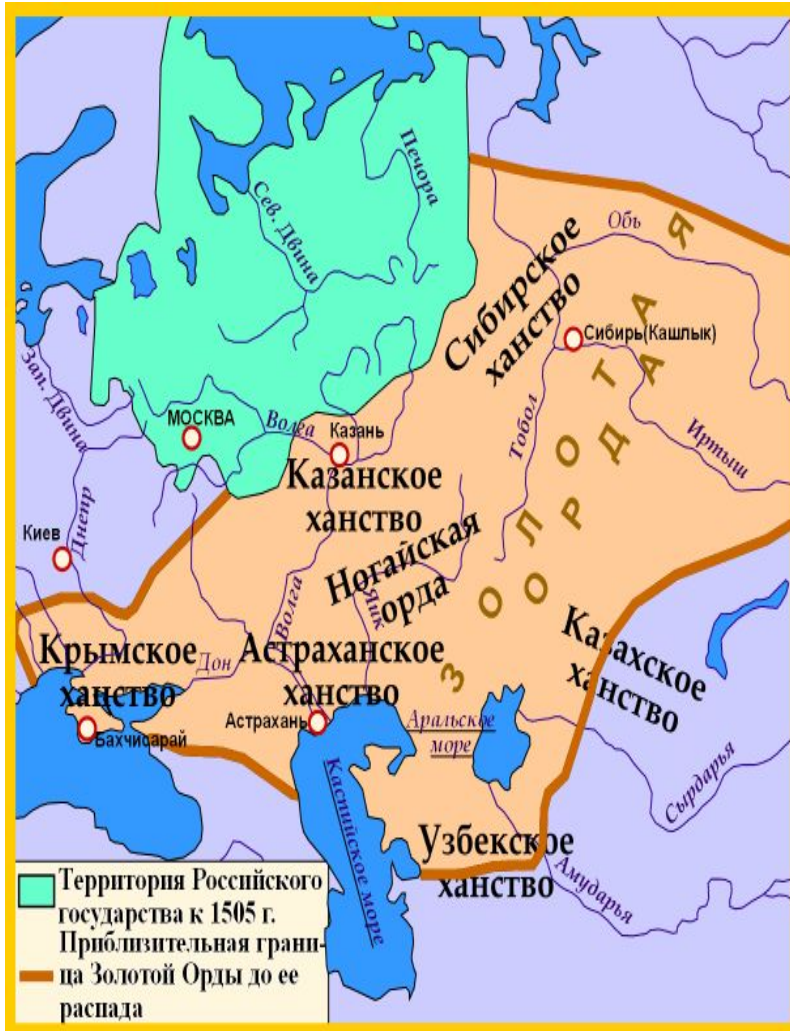 Печора
Сев. Двина
Обь
Сибирское
ханство
Сибирь(Кашлык)
Зап. Двина
МОСКВА
Волга
Казань
Тобол
Иртыш
Казанское
ханство
Киев
Днепр
Ногайская
орда
ЗОЛОТАЯ
ОРДА
Волга
Яик
Казахское
ханство
Крымское
ханство
Дон
Астраханское
ханство
Астрахань
Бахчисарай
Аральское
море
Каспийское море
Сырдарья
Узбекское
ханство
Амударья
Территория Российского
государства к 1505 г.
Приблизительная грани-
ца Золотой Орды до ее
распада